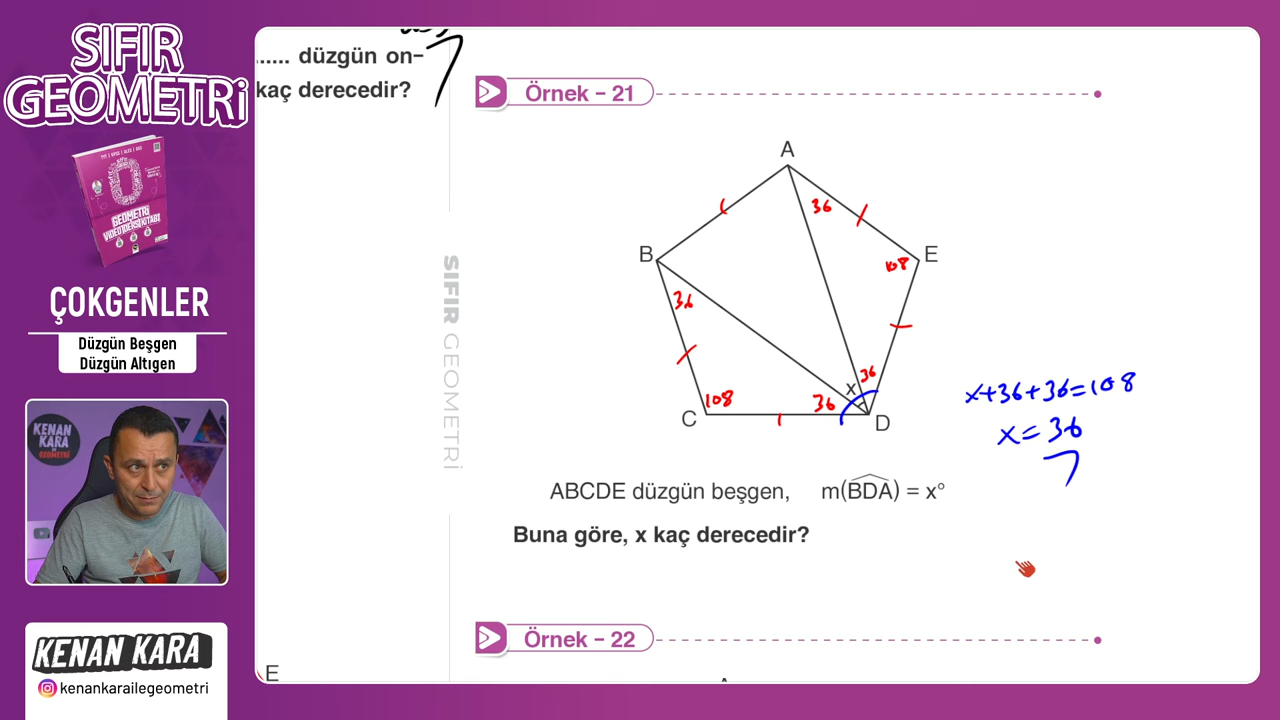 SIFIR
GEOMETRİ
GEOMETRİ
VİDEO DERS KİTABI
ÇOKGENLER
Düzgün Beşgen
Düzgün Altıgen
KENAN
KARA
KENAN KARA
kenankarailegeometri
...... düzgün on-
kaç derecedir?
E
SIFIR GEOMETRİ
Örnek - 21
A
B
E
C
D
36
108
36
36
x
108
36
x+36+36=108
x=36
ABCDE düzgün beşgen, m(BDA) = x°
Buna göre, x kaç derecedir?
Örnek - 22